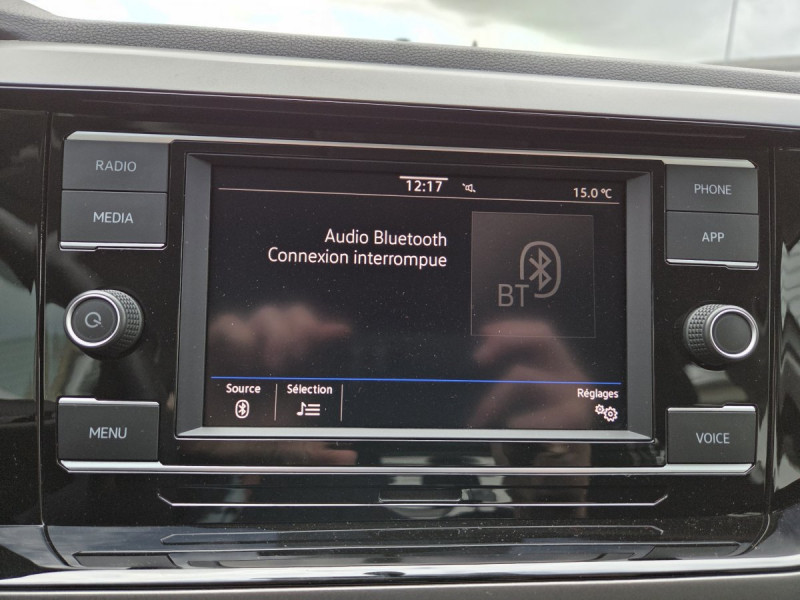 RADIO
MEDIA
MENU
12:17
15.0 °C
Audio Bluetooth
Connexion interrompue
BT
Source
Sélection
Réglages
PHONE
APP
VOICE